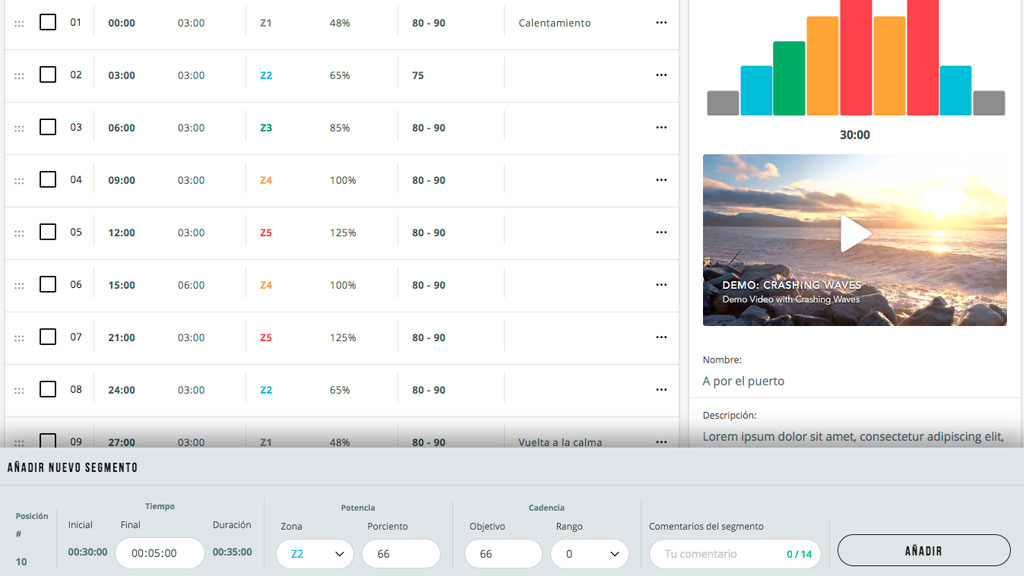 01 00:00 03:00 Z1 48% 80 - 90 Calentamiento
02 03:00 03:00 Z2 65% 75
03 06:00 03:00 Z3 85% 80 - 90
04 09:00 03:00 Z4 100% 80 - 90
05 12:00 03:00 Z5 125% 80 - 90
06 15:00 06:00 Z4 100% 80 - 90
07 21:00 03:00 Z5 125% 80 - 90
08 24:00 03:00 Z2 65% 80 - 90
09 27:00 03:00 Z1 48% 80 - 90 Vuelta a la calma
30:00
DEMO: CRASHING WAVES
Demo Video with Crashing Waves
Nombre:
A por el puerto
Descripción:
Lorem ipsum dolor sit amet, consectetur adipiscing elit,
AÑADIR NUEVO SEGMENTO
Posición
#
10
Tiempo
Inicial Final Duración
00:30:00 00:05:00 00:35:00
Potencia
Zona Porciento
Z2 66
Cadencia
Objetivo Rango
66 0
Comentarios del segmento
Tu comentario 0 / 14
AÑADIR